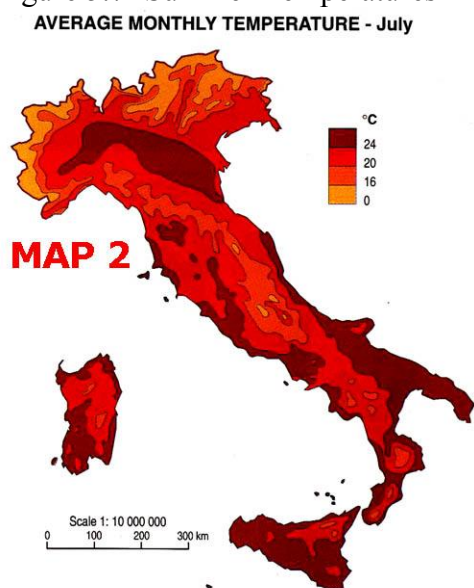 AVERAGE MONTHLY TEMPERATURE - July
°C
24
20
16
0
MAP 2
Scale 1: 10 000 000
0 100 200 300 km